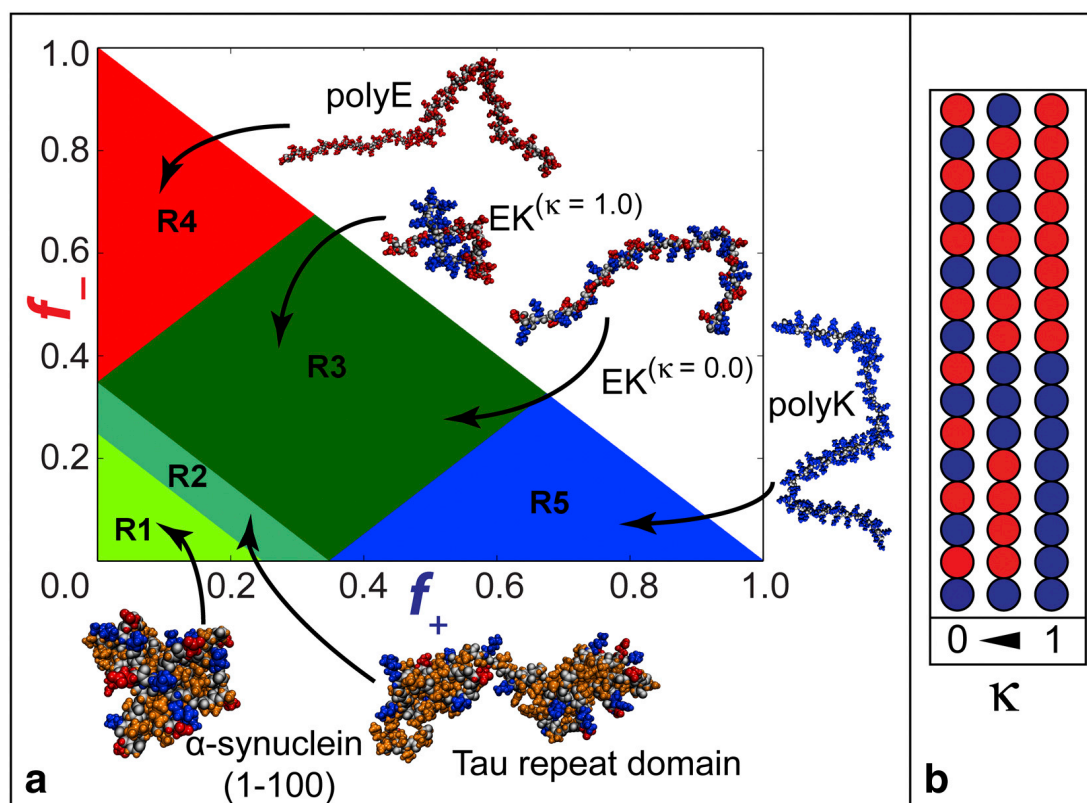 1.0
0.8
0.6
0.4
0.2
0.0
0.2
0.4
0.6
0.8
1.0
f–
f+
R4
R3
R2
R1
R5
polyE
EK(κ = 1.0)
EK(κ = 0.0)
polyK
α-synuclein
(1-100)
Tau repeat domain
a
0 1
κ
b